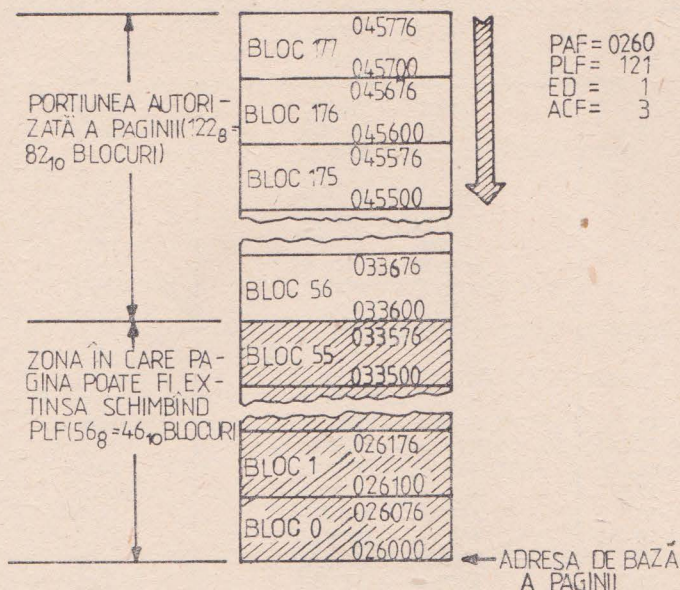 045776
BLOC 177
045700
045676
BLOC 176
045600
045576
BLOC 175
045500
033676
BLOC 56
033600
033576
BLOC 55
033500
026176
BLOC 1
026100
026076
BLOC 0
026000
PORTIUNEA AUTORI-
ZATĂ A PAGINII(122₈=
82₁₀ BLOCURI)
ZONA ÎN CARE PA-
GINA POATE FI EX-
TINSA SCHIMBÎND
PLF(56₈=46₁₀BLOCURI
PAF= 0260
PLF= 121
ED = 1
ACF= 3
ADRESA DE BAZĂ
A PAGINII